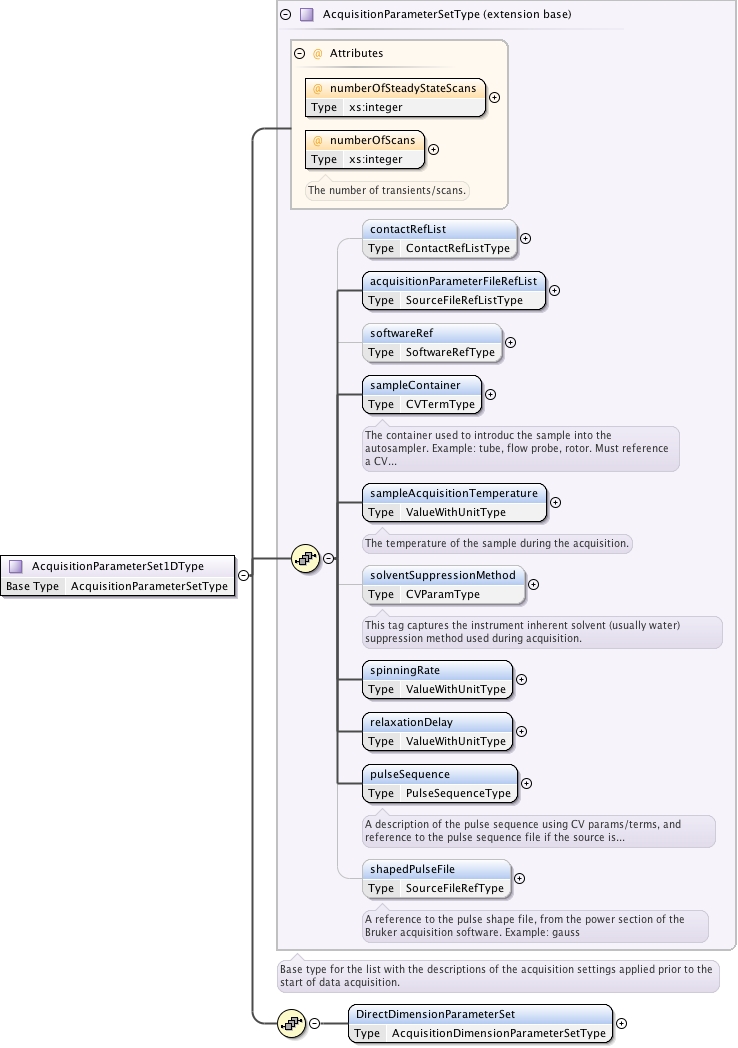 AcquisitionParameterSetType (extension base)
@ Attributes
@ numberOfSteadyStateScans
Type xs:integer
@ numberOfScans
Type xs:integer
The number of transients/scans.
contactRefList
Type ContactRefListType
acquisitionParameterFileRefList
Type SourceFileRefListType
softwareRef
Type SoftwareRefType
sampleContainer
Type CVTermType
The container used to introduc the sample into the
autosampler. Example: tube, flow probe, rotor. Must reference
a CV...
sampleAcquisitionTemperature
Type ValueWithUnitType
The temperature of the sample during the acquisition.
AcquisitionParameterSet1DType
Base Type AcquisitionParameterSetType
solventSuppressionMethod
Type CVParamType
This tag captures the instrument inherent solvent (usually water)
suppression method used during acquisition.
spinningRate
Type ValueWithUnitType
relaxationDelay
Type ValueWithUnitType
pulseSequence
Type PulseSequenceType
A description of the pulse sequence using CV params/terms, and
reference to the pulse sequence file if the source is...
shapedPulseFile
Type SourceFileRefType
A reference to the pulse shape file, from the power section of the
Bruker acquisition software. Example: gauss
Base type for the list with the descriptions of the acquisition settings applied prior to the
start of data acquisition.
DirectDimensionParameterSet
Type AcquisitionDimensionParameterSetType